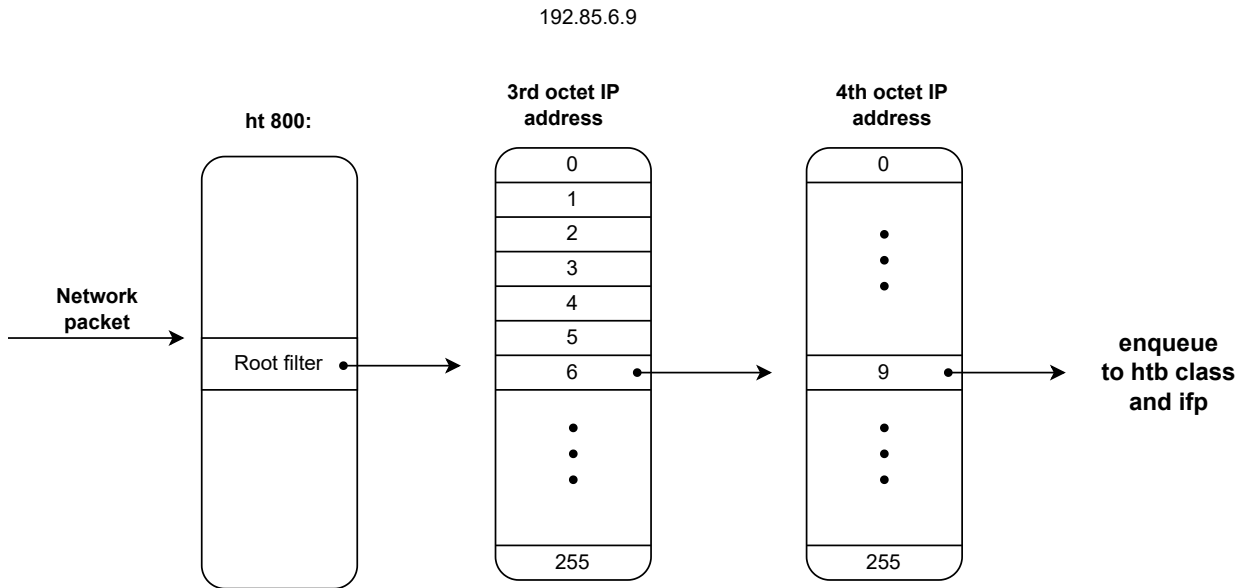 192.85.6.9
ht 800:
3rd octet IP
address
4th octet IP
address
Network
packet
Root filter
0
1
2
3
4
5
6
255
0
9
255
enqueue
to htb class
and ifp